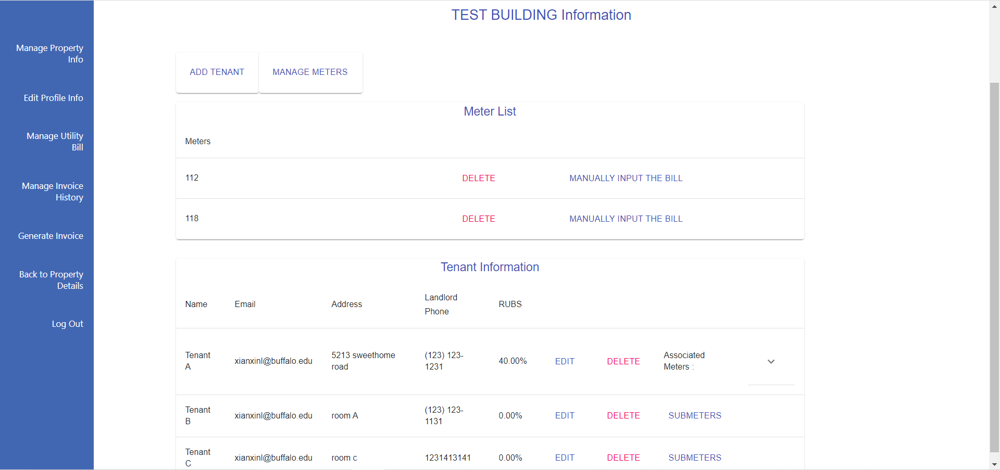 TEST BUILDING Information
Manage Property
Info
Edit Profile Info
Manage Utility
Bill
Manage Invoice
History
Generate Invoice
Back to Property
Details
Log Out
ADD TENANT MANAGE METERS
Meter List
Meters
112 DELETE MANUALLY INPUT THE BILL
118 DELETE MANUALLY INPUT THE BILL
Tenant Information
Name Email Address Landlord Phone RUBS
Tenant A xianxinl@buffalo.edu 5213 sweethome road (123) 123-1231 40.00% EDIT DELETE Associated Meters :
Tenant B xianxinl@buffalo.edu room A (123) 123-1131 0.00% EDIT DELETE SUBMETERS
Tenant C xianxinl@buffalo.edu room c 1231413141 0.00% EDIT DELETE SUBMETERS